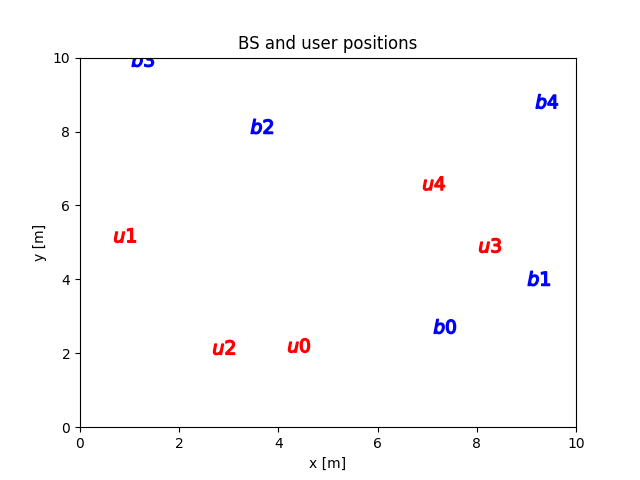 BS and user positions
10
b3
b4
b2
8
u4
6
u1
u3
y [m]
b1
4
b0
u2 u0
2
0
0 2 4 6 8 10
x [m]